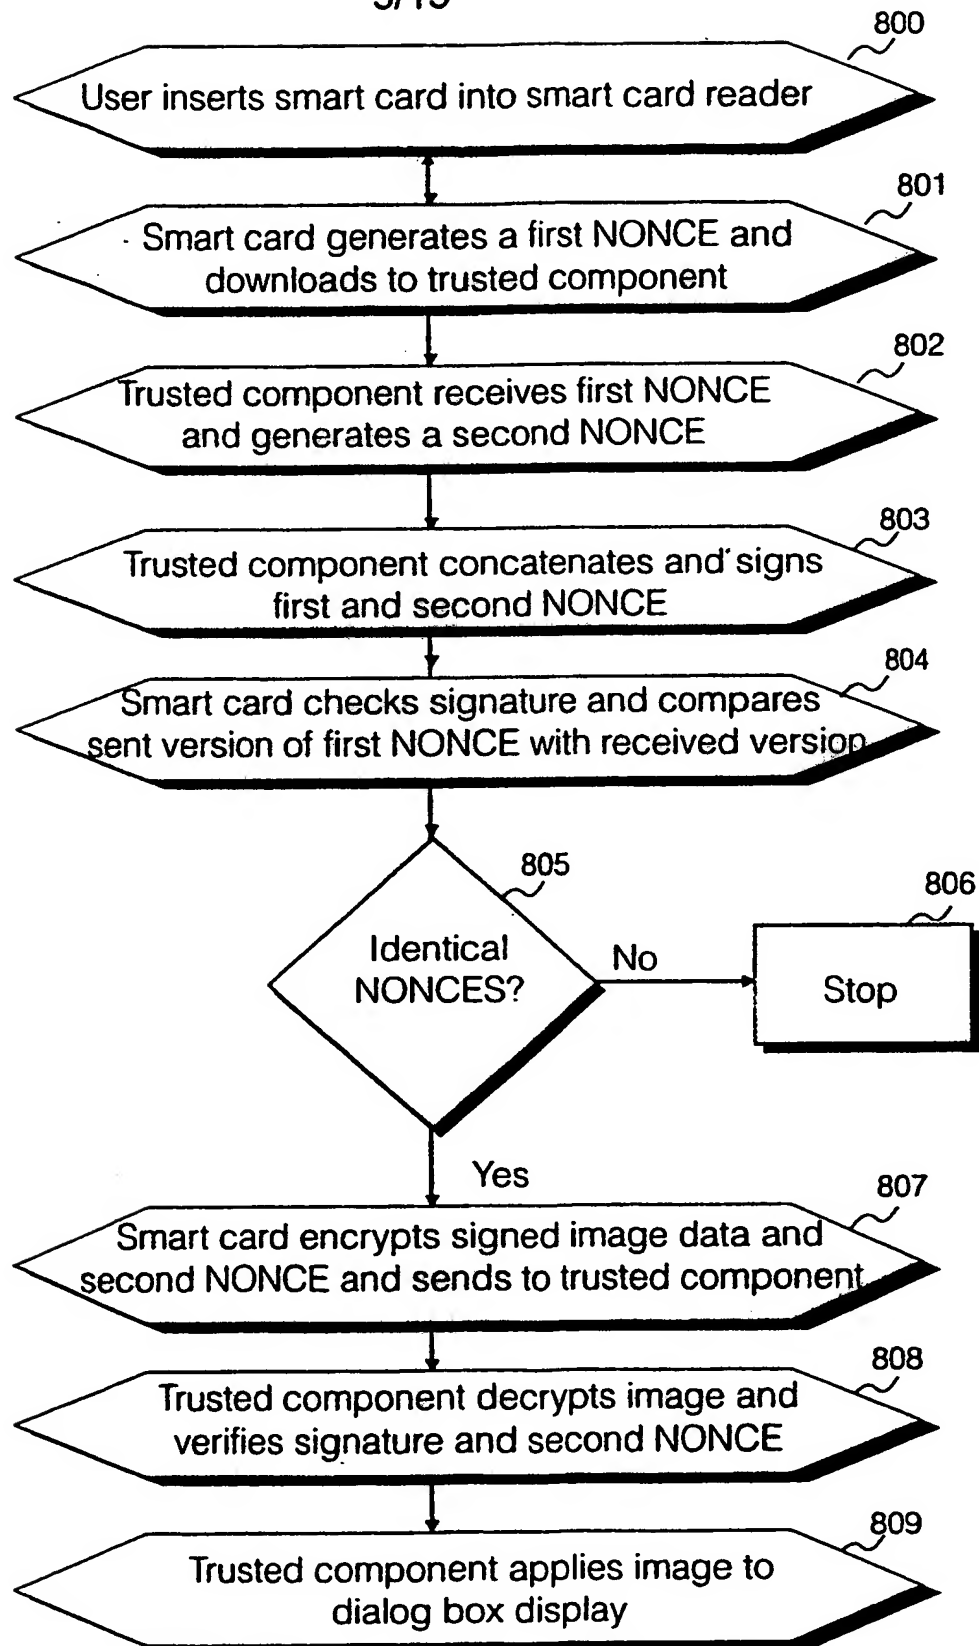 800
User inserts smart card into smart card reader
801
Smart card generates a first NONCE and
downloads to trusted component
802
Trusted component receives first NONCE
and generates a second NONCE
803
Trusted component concatenates and signs
first and second NONCE
804
Smart card checks signature and compares
sent version of first NONCE with received version
805
Identical
NONCES?
No
806
Stop
Yes
807
Smart card encrypts signed image data and
second NONCE and sends to trusted component
808
Trusted component decrypts image and
verifies signature and second NONCE
809
Trusted component applies image to
dialog box display